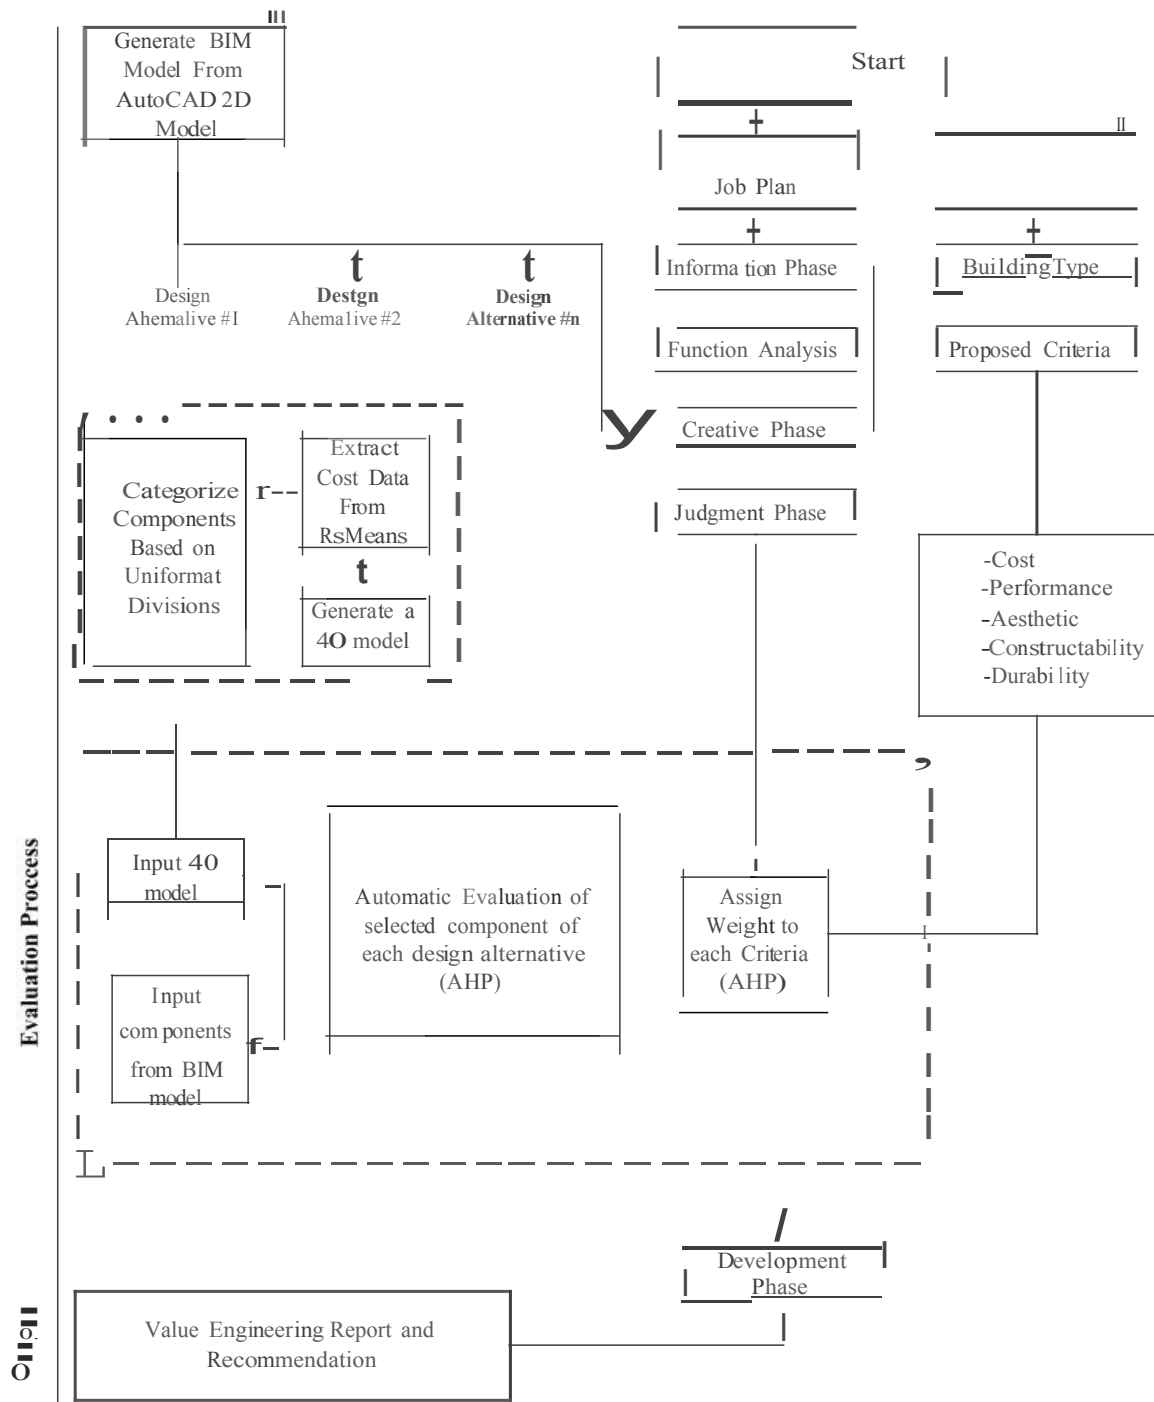 III
Generate BIM
Model From
AutoCAD 2D
Model
Start
II
Job Plan
Information Phase
Building Type
Design
Ahemalive #I
Destgn
Ahema1ive #2
Design
Alternative #n
Function Analysis
Proposed Criteria
Creative Phase
Judgment Phase
Categorize
Components
Based on
Uniformat
Divisions
Extract
Cost Data
From
RsMeans
Generate a
4O model
-Cost
-Performance
-Aesthetic
-Constructability
-Durability
Evaluation Proccess
Input 40
model
Input
components
from BIM
model
Automatic Evaluation of
selected component of
each design alternative
(AHP)
Assign
Weight to
each Criteria
(AHP)
Development
Phase
Value Engineering Report and
Recommendation